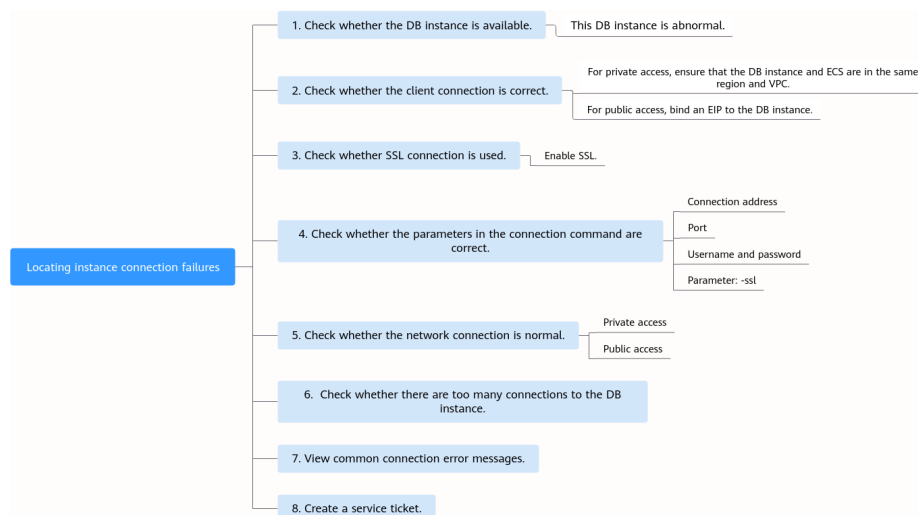 1. Check whether the DB instance is available.
This DB instance is abnormal.
For private access, ensure that the DB instance and ECS are in the same
region and VPC.
2. Check whether the client connection is correct.
For public access, bind an EIP to the DB instance.
3. Check whether SSL connection is used.
Enable SSL.
Connection address
4. Check whether the parameters in the connection command are
correct.
Port
Username and password
Parameter: -ssl
Locating instance connection failures
5. Check whether the network connection is normal.
Private access
Public access
6. Check whether there are too many connections to the DB
instance.
7. View common connection error messages.
8. Create a service ticket.